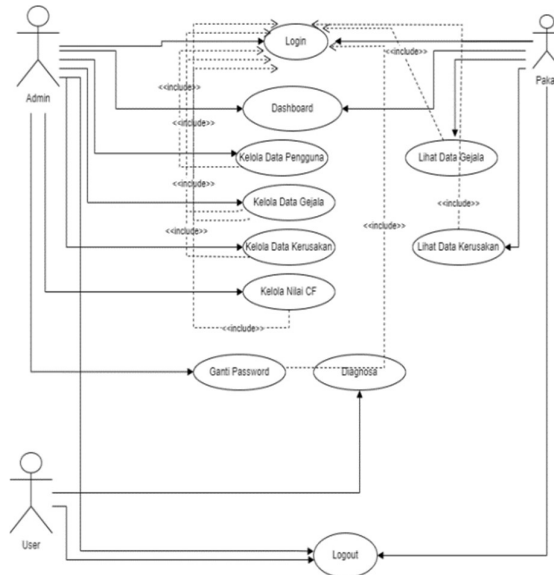 Login
<<include>>
Admin
Paka
<<include>>
Dashboard
<<include>>
Kelola Data Pengguna
Lihat Data Gejala
<<include>>
Kelola Data Gejala
<<include>>
<<include>>
Kelola Data Kerusakan
Lihat Data Kerusakan
Kelola Nilai CF
<<include>>
Ganti Password
Diagnosa
User
Logout